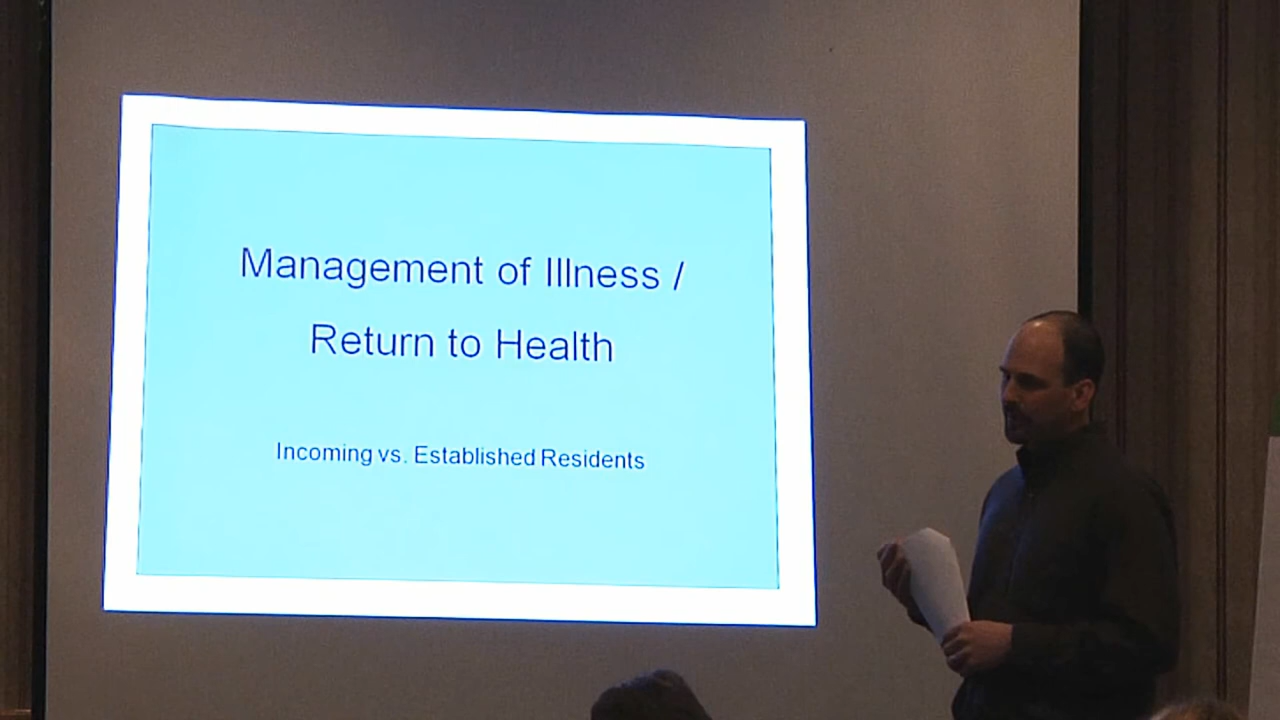 Management of Illness /
Return to Health
Incoming vs. Established Residents